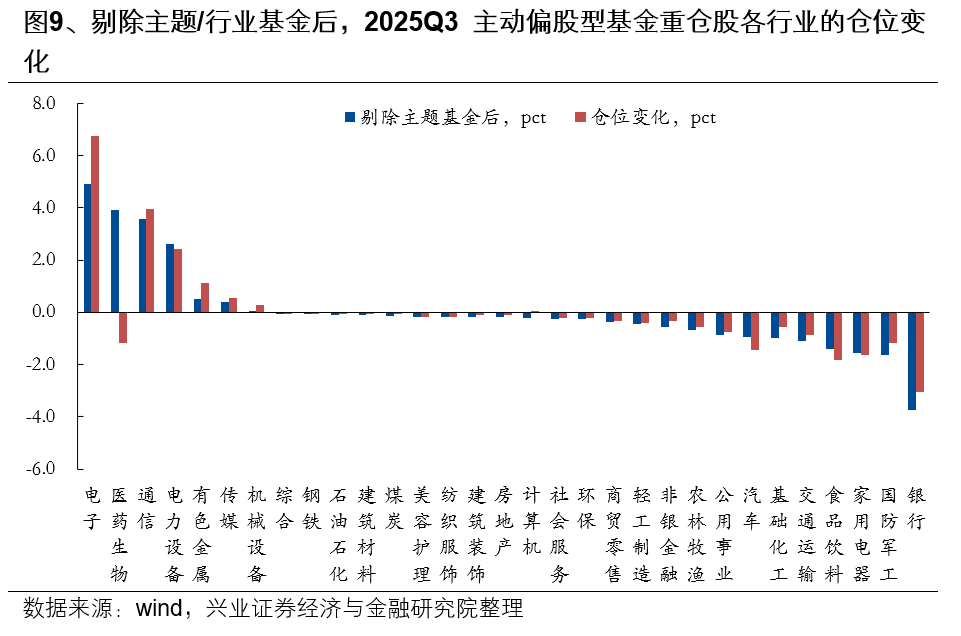 图9、剔除主题/行业基金后，2025Q3 主动偏股型基金重仓股各行业的仓位变
化
剔除主题基金后，pct
仓位变化，pct
8.0
6.0
4.0
2.0
0.0
-2.0
-4.0
-6.0
电子
医药生物
通信
电力设备
有色金属
传媒
机械设备
综合
钢铁
石油石化
建筑材料
煤炭
美容护理
纺织服饰
建筑装饰
房地产
计算机
社会服务
环保
商贸零售
轻工制造
非银金融
农林牧渔
公用事业
汽车
基础化工
交通运输
食品饮料
家用电器
国防军工
银行
数据来源：wind，兴业证券经济与金融研究院整理